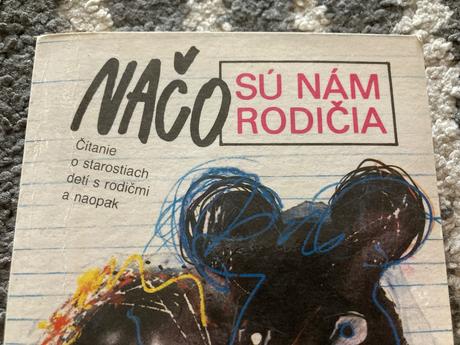 NAČO
SÚ NÁM
RODIČIA
Čítanie
o starostiach
detí s rodičmi
a naopak